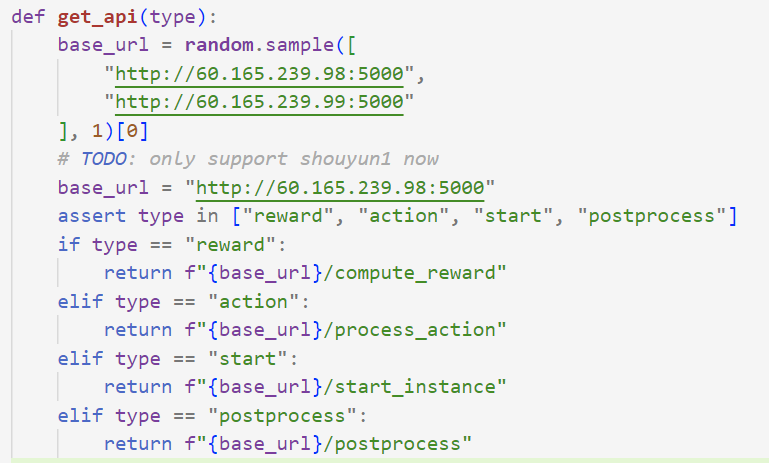 def get_api(type):
    base_url = random.sample([
        "http://60.165.239.98:5000",
        "http://60.165.239.99:5000"
    ], 1)[0]
    # TODO: only support shouyun1 now
    base_url = "http://60.165.239.98:5000"
    assert type in ["reward", "action", "start", "postprocess"]
    if type == "reward":
        return f"{base_url}/compute_reward"
    elif type == "action":
        return f"{base_url}/process_action"
    elif type == "start":
        return f"{base_url}/start_instance"
    elif type == "postprocess":
        return f"{base_url}/postprocess"